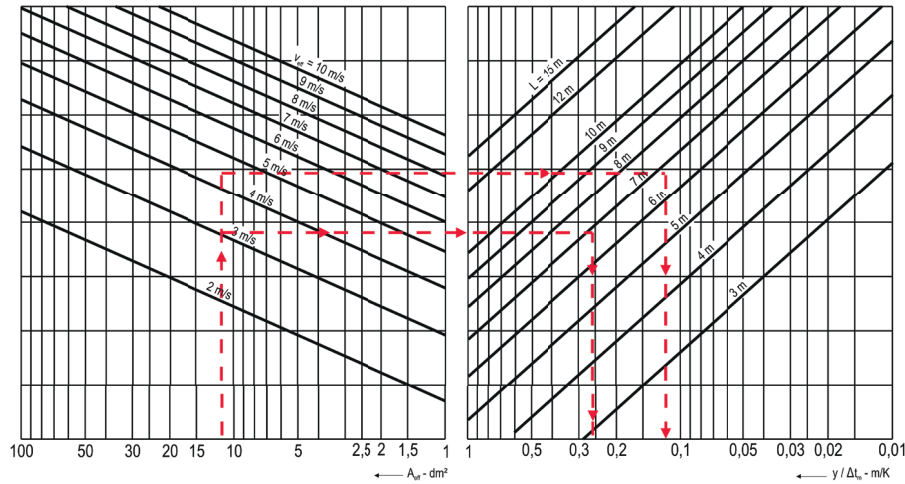 v_eff = 10 m/s
9 m/s
8 m/s
7 m/s
6 m/s
5 m/s
4 m/s
3 m/s
2 m/s
L = 15 m
12 m
10 m
9 m
8 m
7 m
6 m
5 m
4 m
3 m
100 50 40 30 20 15 10 5 2,5 2 1,5 1
1 0,5 0,3 0,2 0,1 0,05 0,03 0,02 0,01
A_eff - dm²
y / Δt_m - m/K